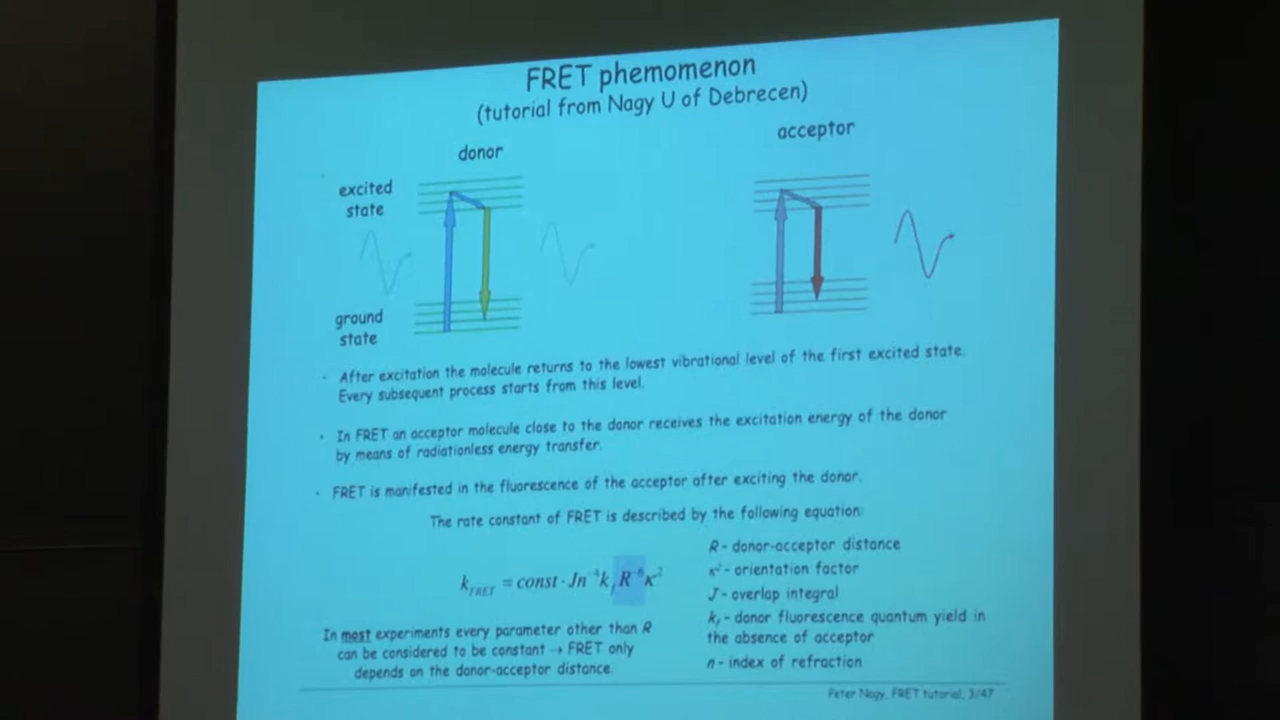 FRET phemomenon
(tutorial from Nagy U of Debrecen)
donor
acceptor
excited
state
ground
state
- After excitation the molecule returns to the lowest vibrational level of the first excited state.
Every subsequent process starts from this level.
• In FRET an acceptor molecule close to the donor receives the excitation energy of the donor
by means of radiationless energy transfer.
• FRET is manifested in the fluorescence of the acceptor after exciting the donor.
The rate constant of FRET is described by the following equation:
k_FRET = const · Jn⁻⁴k_f R⁻⁶κ²
R - donor-acceptor distance
κ² - orientation factor
J - overlap integral
k_f - donor fluorescence quantum yield in
the absence of acceptor
n - index of refraction
In most experiments every parameter other than R
can be considered to be constant → FRET only
depends on the donor-acceptor distance.
Peter Nagy, FRET tutorial, 3/47